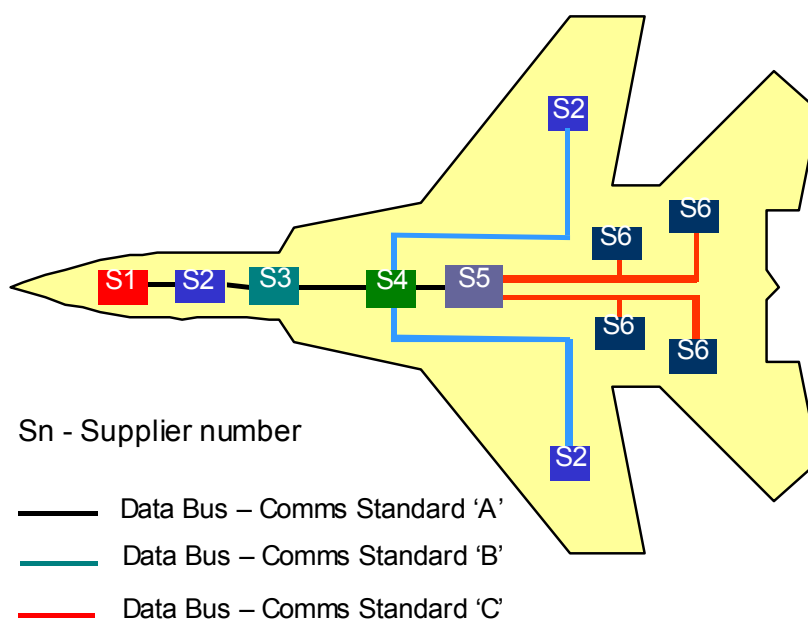 S2
S6
S6
S1 S2 S3 S4 S5
S6
S6
S2
Sn - Supplier number
Data Bus – Comms Standard ‘A’
Data Bus – Comms Standard ‘B’
Data Bus – Comms Standard ‘C’